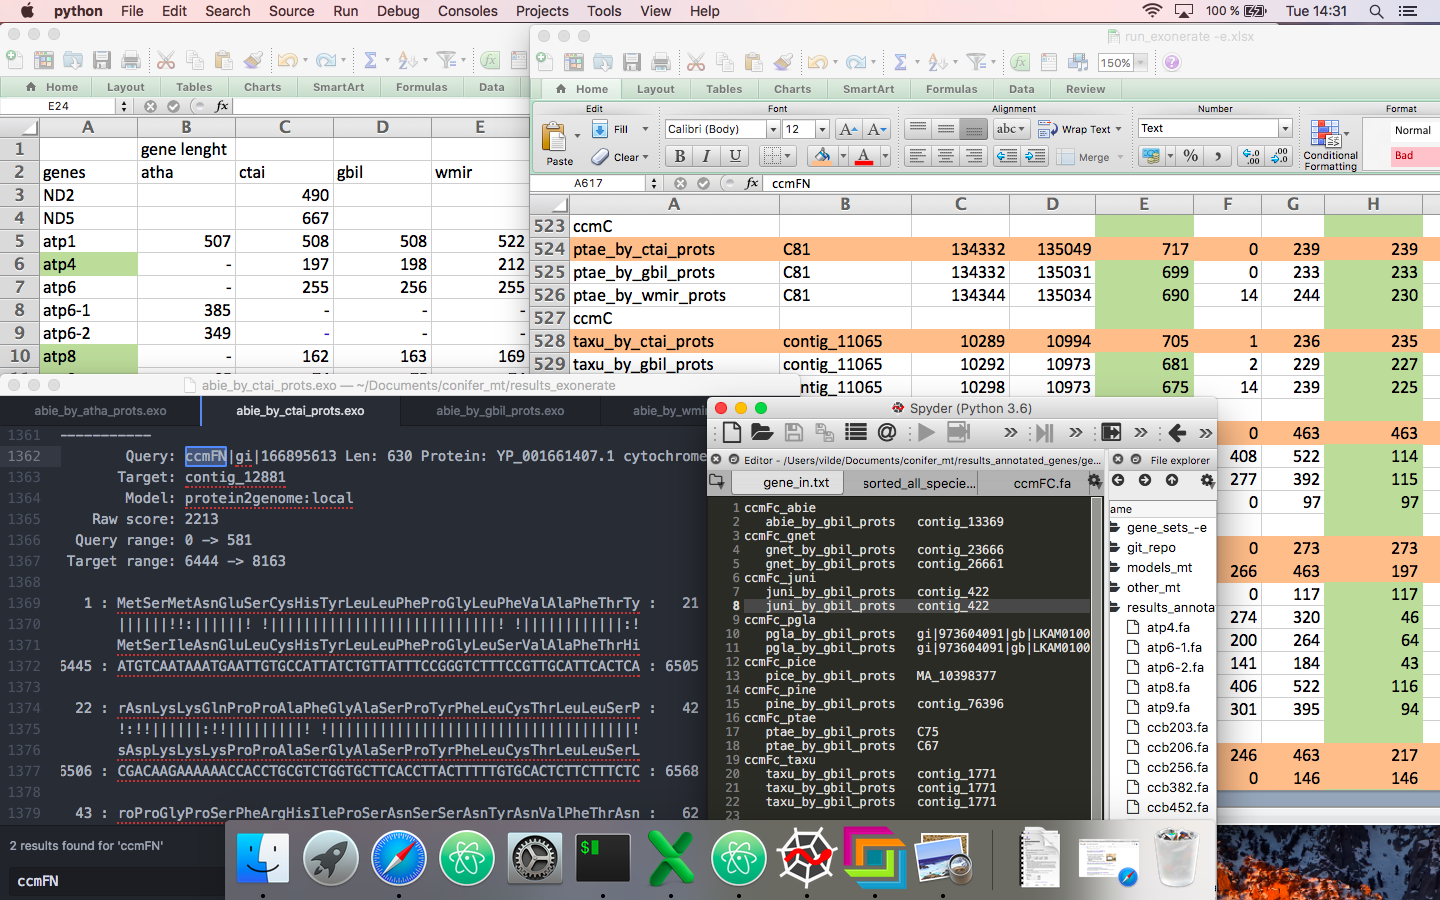 python File Edit Search Source Run Debug Consoles Projects Tools View Help 100 % Tue 14:31
Home Layout Tables Charts SmartArt Formulas Data
E24 fx
A B C D E
1 gene lenght
2 genes atha ctai gbil wmir
3 ND2 490
4 ND5 667
5 atp1 507 508 508 522
6 atp4 - 197 198 212
7 atp6 - 255 256 255
8 atp6-1 385 - - -
9 atp6-2 349 - - -
10 atp8 - 162 163 169
run_exonerate -e.xlsx
150%
Home Layout Tables Charts SmartArt Formulas Data Review
Edit Font Alignment Number Format
Paste Fill Clear Calibri (Body) 12 A A B I U A abc Wrap Text Merge Text % , .0 .00 Conditional Formatting Normal Bad
A617 fx ccmFN
A B C D E F G H
523 ccmC
524 ptae_by_ctai_prots C81 134332 135049 717 0 239 239
525 ptae_by_gbil_prots C81 134332 135031 699 0 233 233
526 ptae_by_wmir_prots C81 134344 135034 690 14 244 230
527 ccmC
528 taxu_by_ctai_prots contig_11065 10289 10994 705 1 236 235
529 taxu_by_gbil_prots contig_11065 10292 10973 681 2 229 227
ontig_11065 10298 10973 675 14 239 225
0 463 463
408 522 114
277 392 115
0 97 97
0 273 273
266 463 197
0 117 117
274 320 46
200 264 64
141 184 43
406 522 116
301 395 94
246 463 217
0 146 146
abie_by_ctai_prots.exo — ~/Documents/conifer_mt/results_exonerate
abie_by_atha_prots.exo abie_by_ctai_prots.exo abie_by_gbil_prots.exo abie_by_wmir
1361 -----------
1362 Query: ccmFN|gi|166895613 Len: 630 Protein: YP_001661407.1 cytochrome
1363 Target: contig_12881
1364 Model: protein2genome:local
1365 Raw score: 2213
1366 Query range: 0 -> 581
1367 Target range: 6444 -> 8163
1368
1369 1 : MetSerMetAsnGluSerCysHisTyrLeuLeuPheProGlyLeuPheValAlaPheThrTy : 21
1370 ||||||!!:||||||! !|||||||||||||||||||||||||||! !||||||||||||:!
1371 MetSerIleAsnGluLeuCysHisTyrLeuLeuPheProGlyLeuSerValAlaPheThrHi
1372 6445 : ATGTCAATAAATGAATTGTGCCATTATCTGTTATTTCCGGGTCTTTCCGTTGCATTCACTCA : 6505
1373
1374 22 : rAsnLysLysGlnProProAlaPheGlyAlaSerProTyrPheLeuCysThrLeuLeuSerP : 42
1375 !:!!||||||:!!||||||||||! !||||||||||||||||||||||||||||||||||||!
1376 sAspLysLysLysProProAlaSerGlyAlaSerProTyrPheLeuCysThrLeuLeuSerL
1377 6506 : CGACAAGAAAAAACCACCTGCGTCTGGTGCTTCACCTTACTTTTTGTGCACTCTTCTTTCTC : 6568
1378
1379 43 : roProGlyProSerPheArgHisIleProSerAsnSerSerAsnTyrAsnValPheThrAsn : 62
2 results found for 'ccmFN'
ccmFN
Spyder (Python 3.6)
Editor - /Users/vilde/Documents/conifer_mt/results_annotated_genes/ge... File explorer
gene_in.txt sorted_all_specie... ccmFC.fa
1 ccmFc_abie
2 abie_by_gbil_prots contig_13369
3 ccmFc_gnet
4 gnet_by_gbil_prots contig_23666
5 gnet_by_gbil_prots contig_26661
6 ccmFc_juni
7 juni_by_gbil_prots contig_422
8 juni_by_gbil_prots contig_422
9 ccmFc_pgla
10 pgla_by_gbil_prots gi|973604091|gb|LKAM0100
11 pgla_by_gbil_prots gi|973604091|gb|LKAM0100
12 ccmFc_pice
13 pice_by_gbil_prots MA_10398377
14 ccmFc_pine
15 pine_by_gbil_prots contig_76396
16 ccmFc_ptae
17 ptae_by_gbil_prots C75
18 ptae_by_gbil_prots C67
19 ccmFc_taxu
20 taxu_by_gbil_prots contig_1771
21 taxu_by_gbil_prots contig_1771
22 taxu_by_gbil_prots contig_1771
23
ame
gene_sets_-e
git_repo
models_mt
other_mt
results_annota
atp4.fa
atp6-1.fa
atp6-2.fa
atp8.fa
atp9.fa
ccb203.fa
ccb206.fa
ccb256.fa
ccb382.fa
ccb452.fa